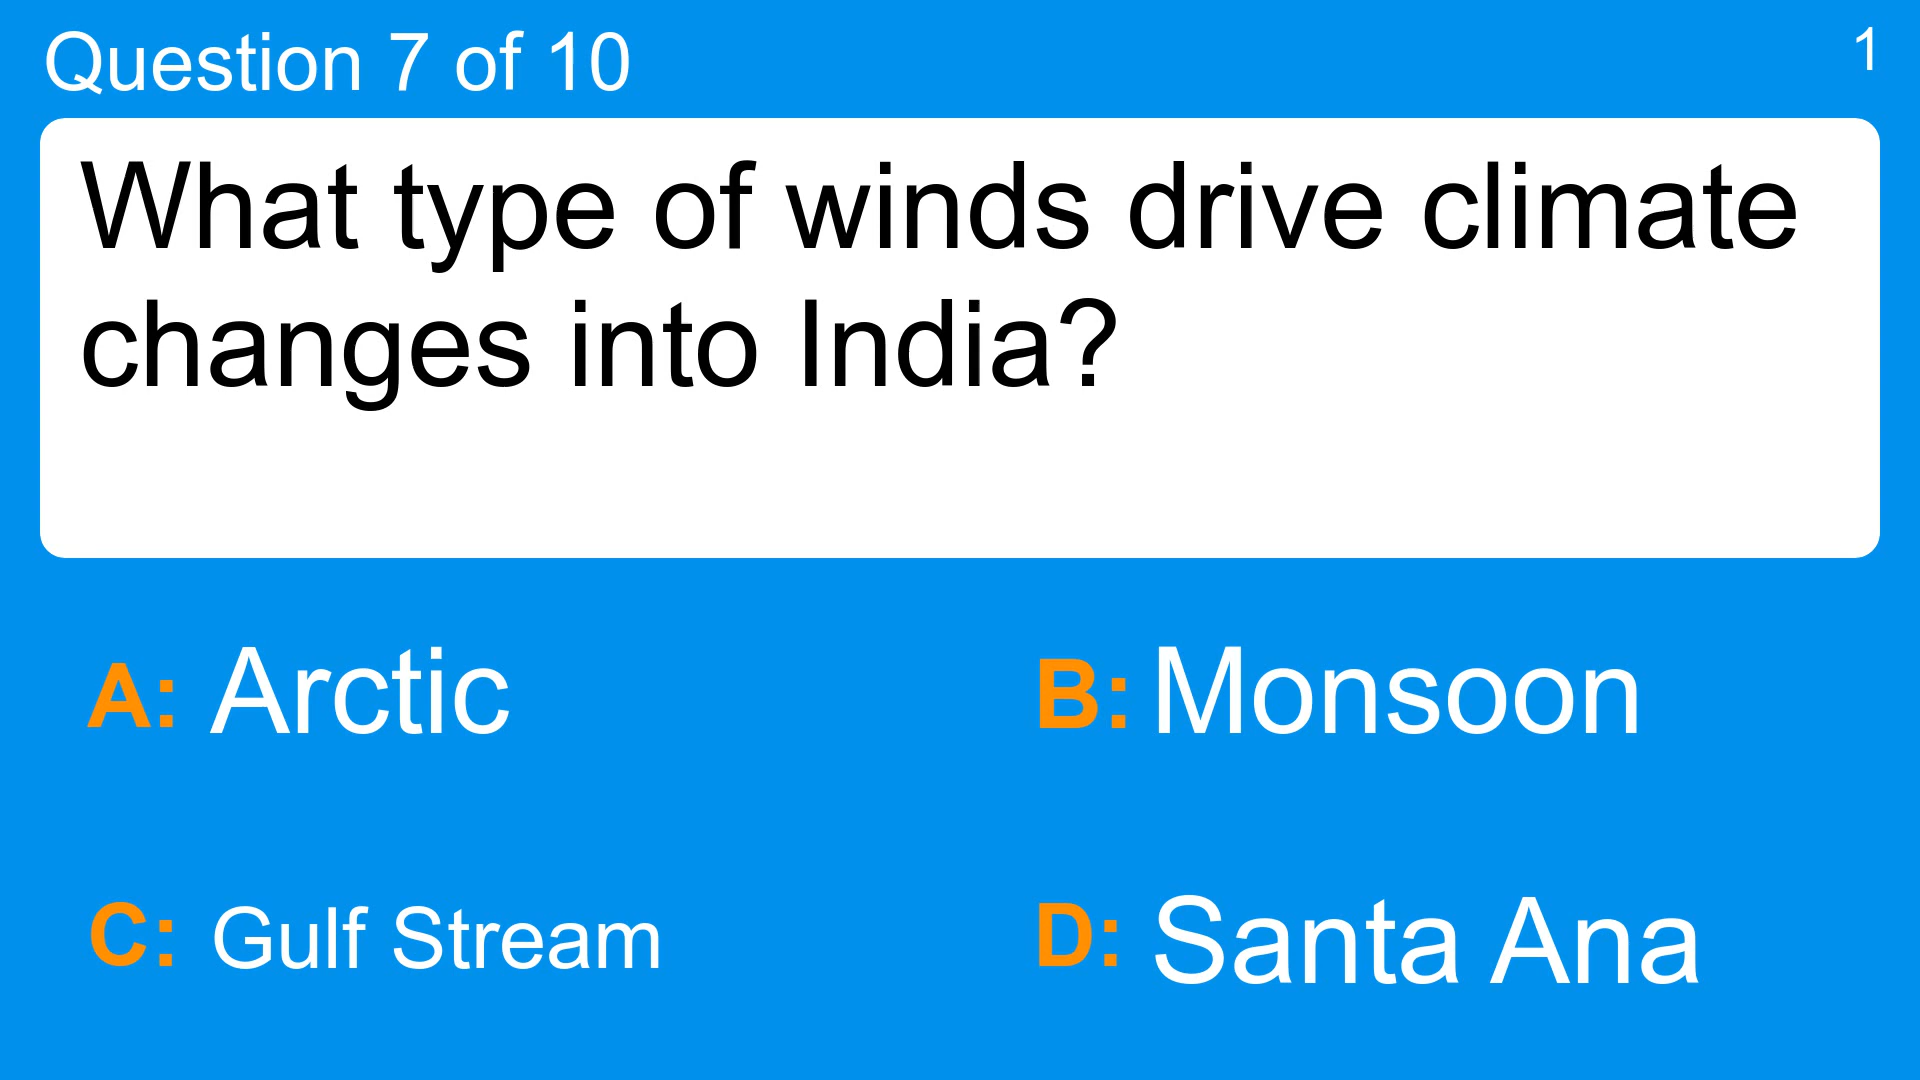 Question 7 of 10
1
What type of winds drive climate
changes into India?
A: Arctic
B: Monsoon
C: Gulf Stream
D: Santa Ana